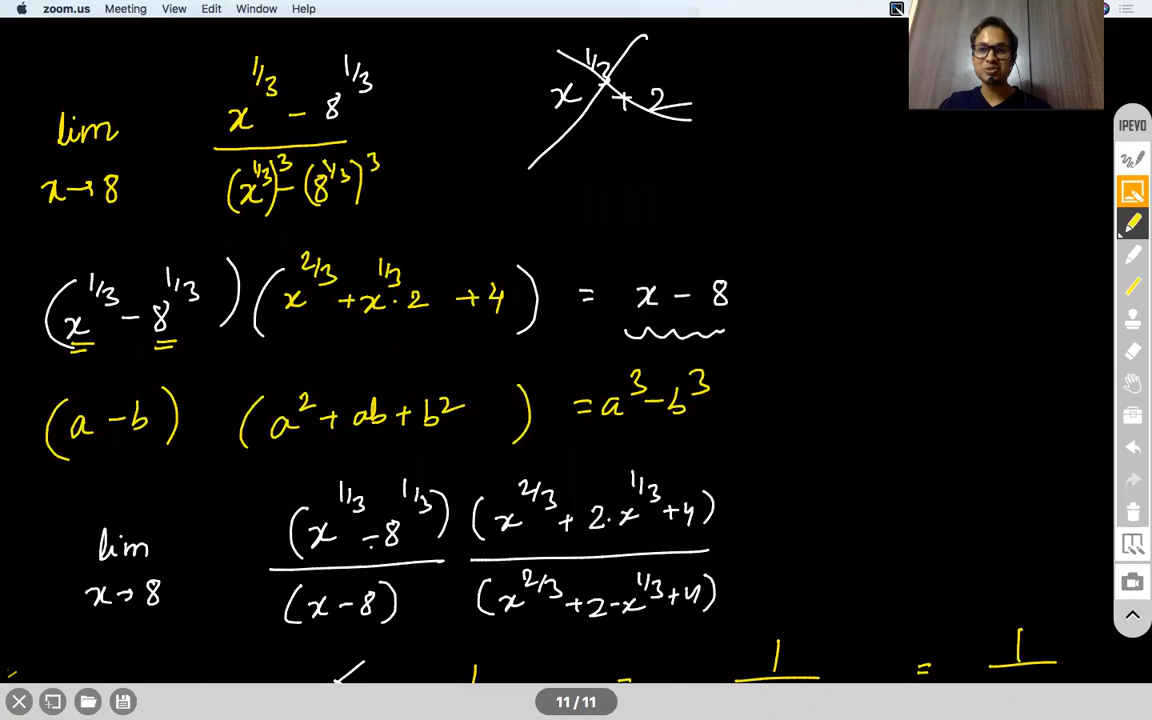 zoom.us Meeting View Edit Window Help
lim x→8 (x^{1/3} - 8^{1/3}) / ((x^{1/3})^3 - (8^{1/3})^3)
x^{1/3} + 2
IPEVO
(x^{1/3} - 8^{1/3}) (x^{2/3} + x^{1/3}·2 + 4) = x - 8
(a - b) (a^2 + ab + b^2) = a^3 - b^3
lim x→8 (x^{1/3} - 8^{1/3}) / (x - 8) (x^{2/3} + 2·x^{1/3} + 4) / (x^{2/3} + 2-x^{1/3} + 4)
1 = 1 = 1
11/11